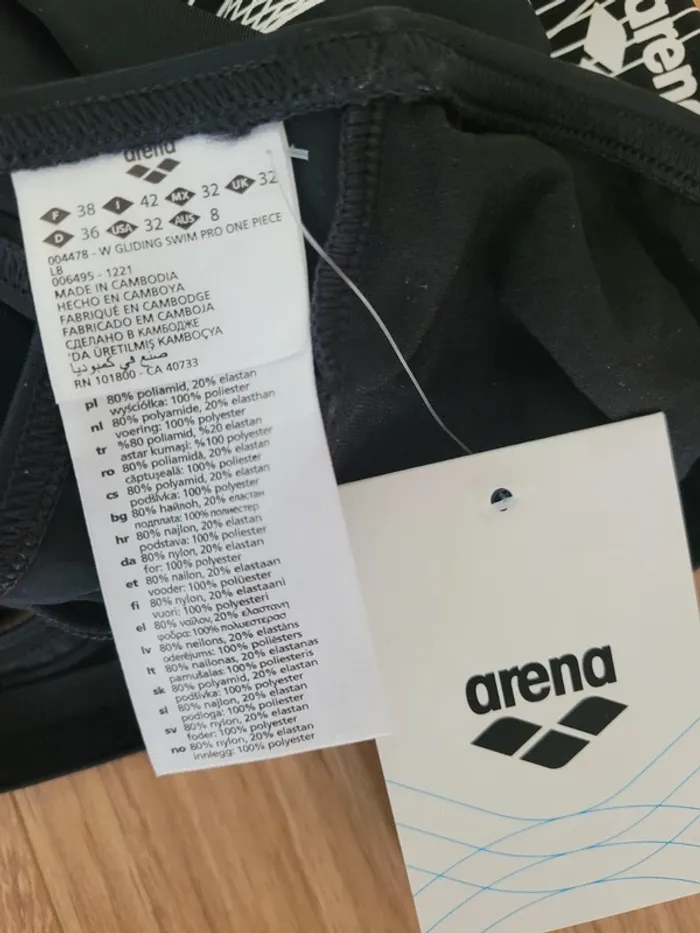 arena
F 38 I 42 MX 32 UK 32
D 36 USA 32 AUS 8
004478 - W GLIDING SWIM PRO ONE PIECE
LB
006495 - 1221
MADE IN CAMBODIA
HECHO EN CAMBOYA
FABRIQUÉ EN CAMBODGE
FABRICADO EM CAMBOJA
СДЕЛАНО В КАМБОДЖЕ
'DA ÜRETILMIŞ KAMBOÇYA
صنع في كمبوديا
RN 101800 - CA 40733
pl 80% poliamid, 20% elastan
wyściółka: 100% poliester
nl 80% polyamide, 20% elasthan
voering: 100% polyester
tr %80 poliamid, %20 elastan
astar kumaşı: %100 polyester
ro 80% poliamidă, 20% elastan
căptuşeală: 100% poliester
cs 80% polyamid, 20% elastan
podšívka: 100% polyester
bg 80% найлон, 20% еластан
подплата: 100% полиестер
hr 80% najlon, 20% elastan
podstava: 100% poliester
da 80% nylon, 20% elastan
for: 100% polyester
et 80% nailon, 20% elastaan
vooder: 100% polüester
fi 80% nylon, 20% elastaani
vuori: 100% polyesteri
el 80% νάϊλον, 20% ελαστανη
φοδρα: 100% πολυεστερας
lv 80% neilons, 20% elastāns
oderējums: 100% poliēsters
lt 80% nailonas, 20% elastanas
pamušalas: 100% poliesteris
sk 80% polyamid, 20% elastan
podšívka: 100% polyester
sl 80% najlon, 20% elastan
podloga: 100% poliester
sv 80% nylon, 20% elastan
foder: 100% polyester
no 80% nylon, 20% elastan
innlegg: 100% polyester
arena
arena